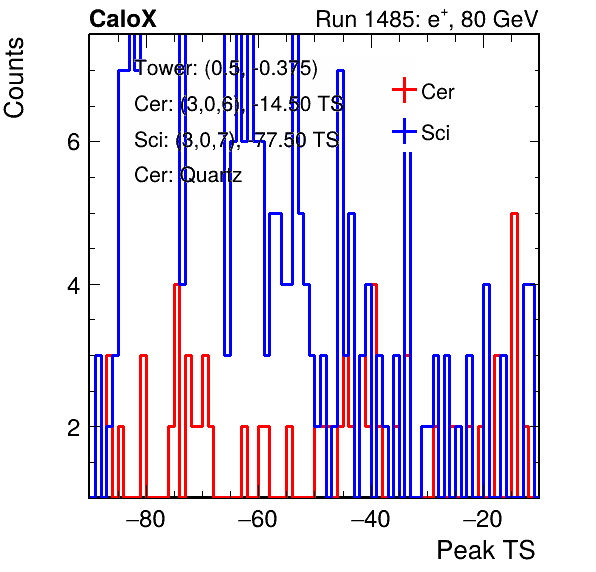 CaloX Run 1485: e+, 80 GeV
Counts
Tower: (0.5, -0.375)
Cer: (3,0,6), -14.50 TS
Sci: (3,0,7), -77.50 TS
Cer: Quartz
Cer
Sci
6
4
2
−80 −60 −40 −20
Peak TS